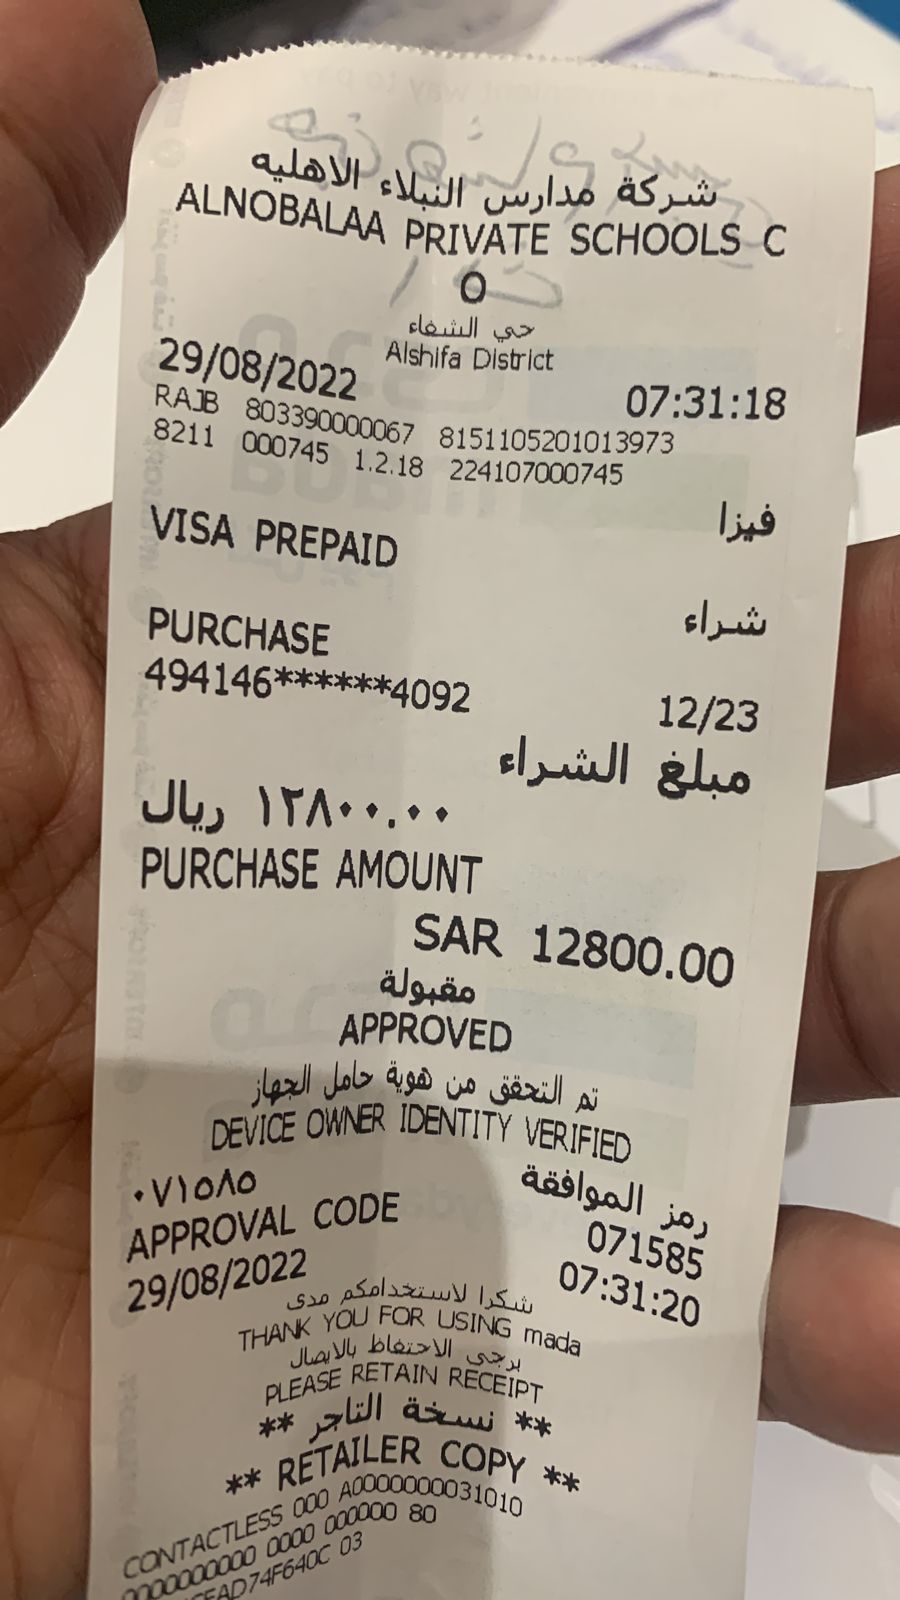 شركة مدارس النبلاء الاهليه
ALNOBALAA PRIVATE SCHOOLS C
O
حي الشفاء
Alshifa District
29/08/2022 07:31:18
RAJB 803390000067 8151105201013973
8211 000745 1.2.18 224107000745
فيزا
VISA PREPAID
شراء
PURCHASE
494146******4092 12/23
مبلغ الشراء
١٢٨٠٠.٠٠ ريال
PURCHASE AMOUNT
SAR 12800.00
مقبولة
APPROVED
تم التحقق من هوية حامل الجهاز
DEVICE OWNER IDENTITY VERIFIED
رمز الموافقة ٠٧١٥٨٥
APPROVAL CODE 071585
29/08/2022 07:31:20
شكرا لاستخدامكم مدى
THANK YOU FOR USING mada
يرجى الاحتفاظ بالايصال
PLEASE RETAIN RECEIPT
** نسخة التاجر **
** RETAILER COPY **
CONTACTLESS 000 A0000000031010
0000000000 0000 000000 80
CEAD74F640C 03